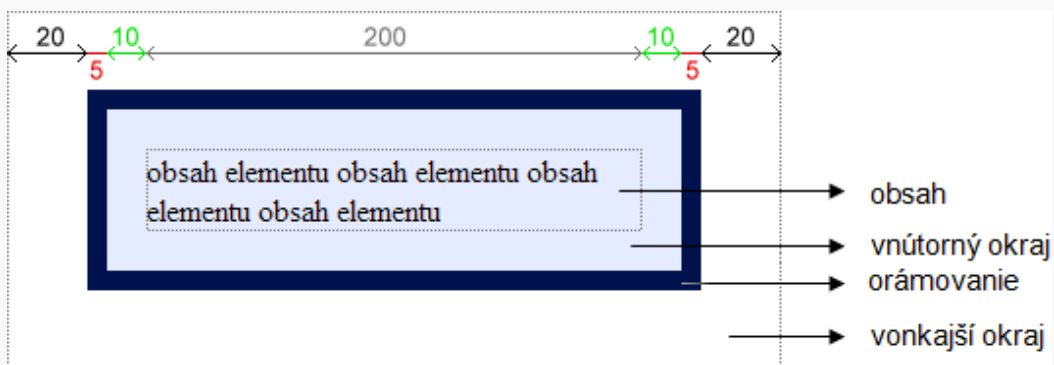 20 10 200 10 20
5 5
obsah elementu obsah elementu obsah
elementu obsah elementu
obsah
vnútorný okraj
orámovanie
vonkajší okraj